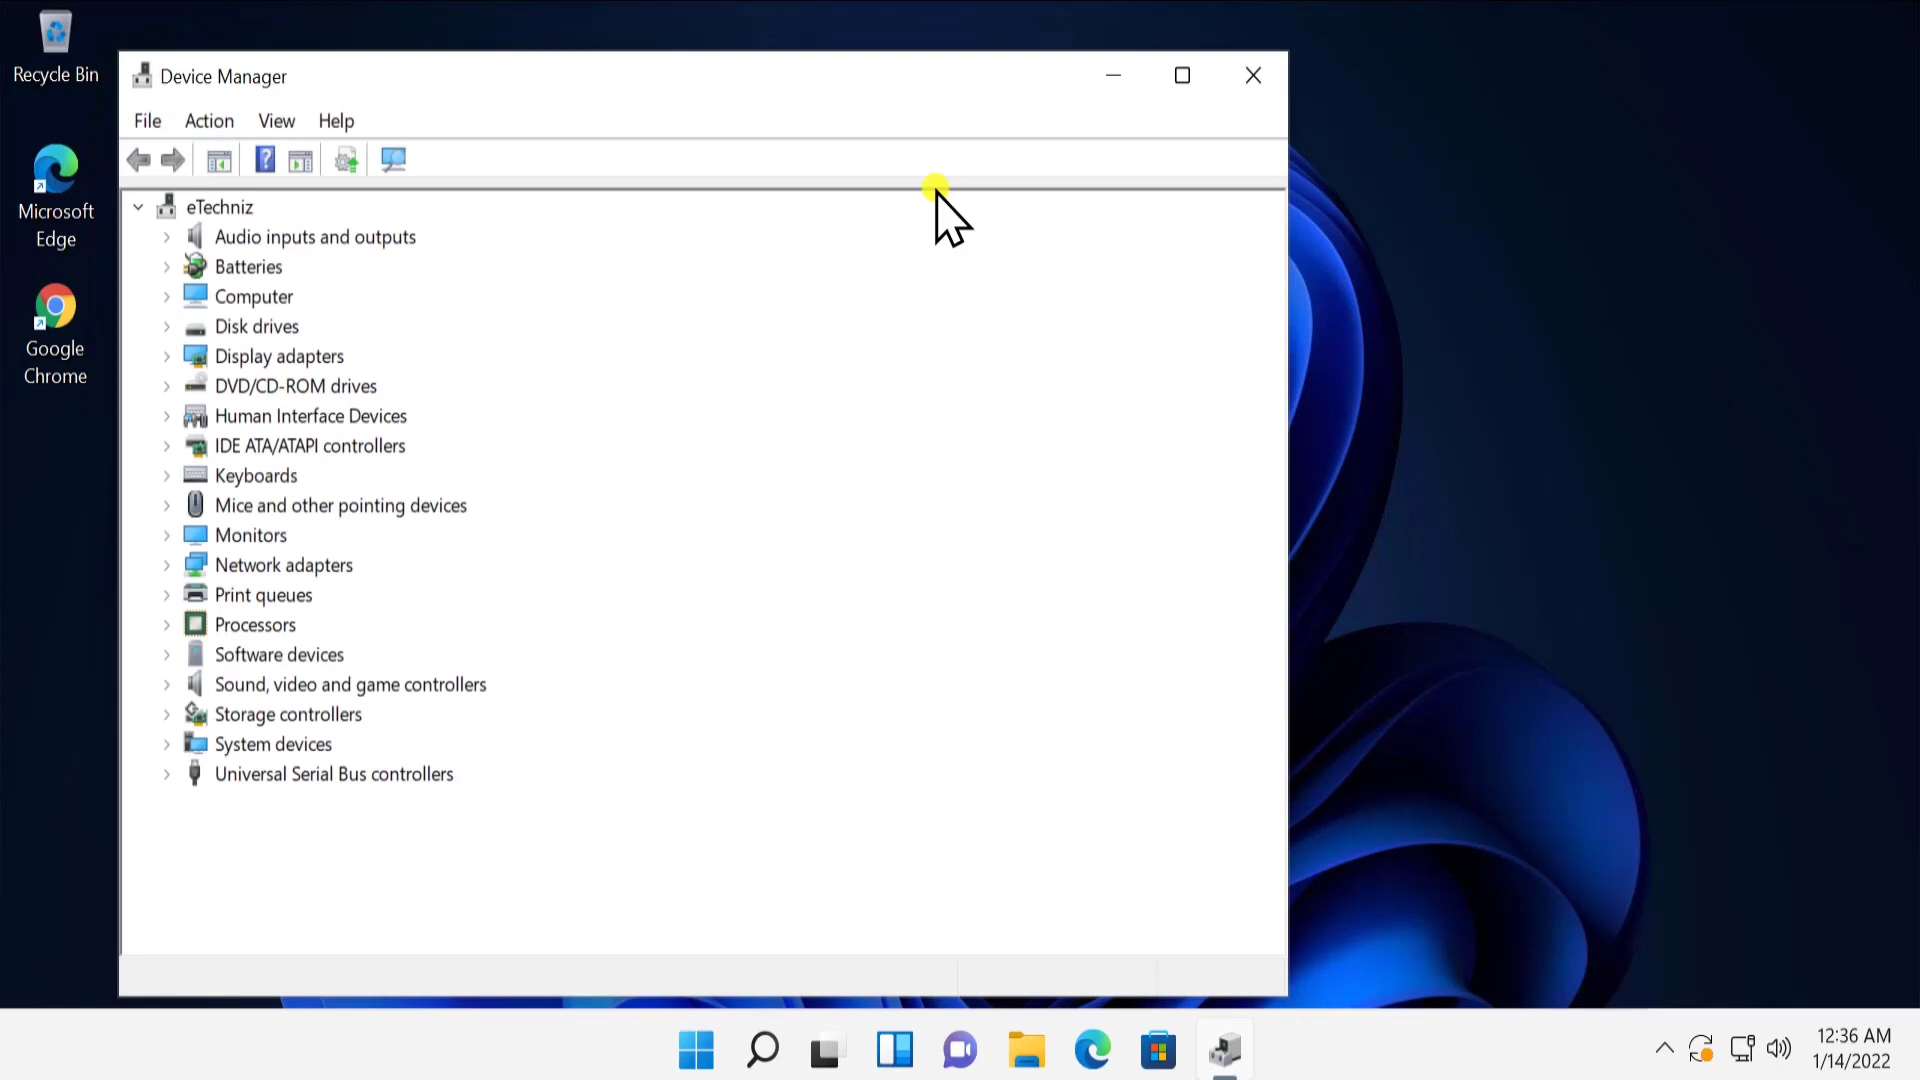 Recycle Bin
Microsoft
Edge
Google
Chrome
Device Manager
File Action View Help
eTechniz
Audio inputs and outputs
Batteries
Computer
Disk drives
Display adapters
DVD/CD-ROM drives
Human Interface Devices
IDE ATA/ATAPI controllers
Keyboards
Mice and other pointing devices
Monitors
Network adapters
Print queues
Processors
Software devices
Sound, video and game controllers
Storage controllers
System devices
Universal Serial Bus controllers
12:36 AM
1/14/2022